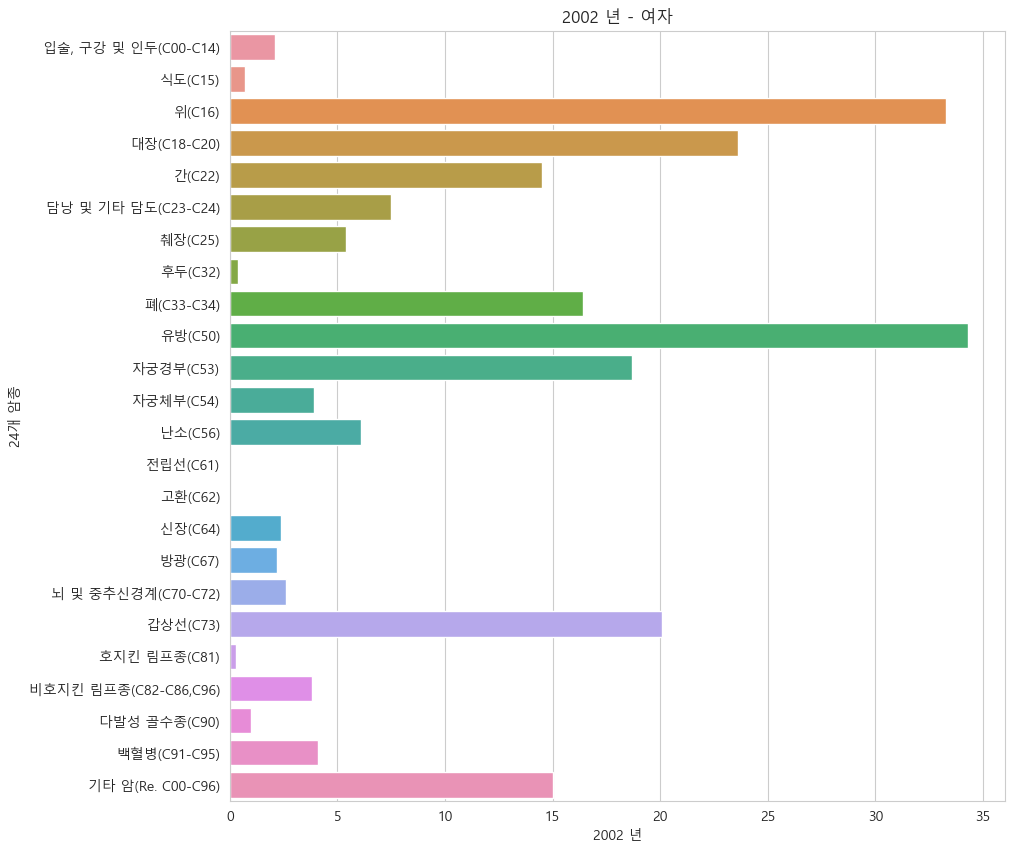 2002 년 - 여자
입술, 구강 및 인두(C00-C14)
식도(C15)
위(C16)
대장(C18-C20)
간(C22)
담낭 및 기타 담도(C23-C24)
췌장(C25)
후두(C32)
폐(C33-C34)
유방(C50)
자궁경부(C53)
자궁체부(C54)
난소(C56)
전립선(C61)
고환(C62)
신장(C64)
방광(C67)
뇌 및 중추신경계(C70-C72)
갑상선(C73)
호지킨 림프종(C81)
비호지킨 림프종(C82-C86,C96)
다발성 골수종(C90)
백혈병(C91-C95)
기타 암(Re. C00-C96)
24개 암종
0 5 10 15 20 25 30 35
2002 년